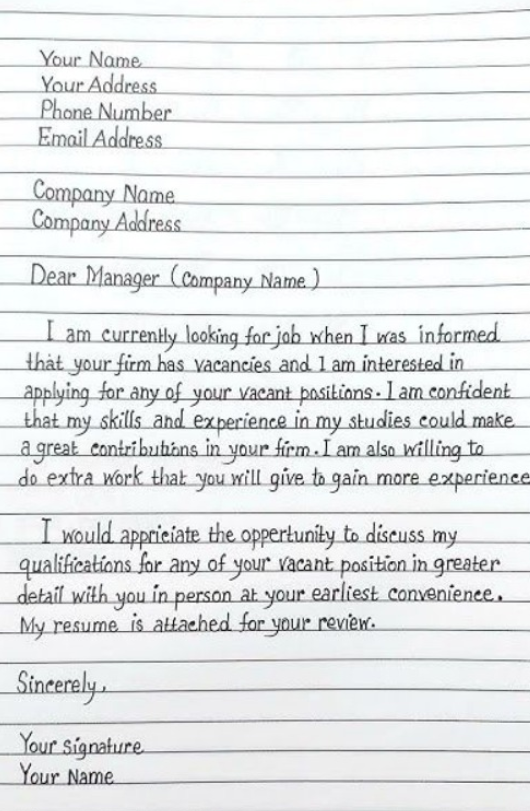 Your Name
Your Address
Phone Number
Email Address
Company Name
Company Address
Dear Manager (Company Name)
I am currently looking for job when I was informed
that your firm has vacancies and I am interested in
applying for any of your vacant positions. I am confident
that my skills and experience in my studies could make
a great contributions in your firm. I am also willing to
do extra work that you will give to gain more experience
I would appriciate the oppertunity to discuss my
qualifications for any of your vacant position in greater
detail with you in person at your earliest convenience.
My resume is attached for your review.
Sincerely,
Your signature
Your Name